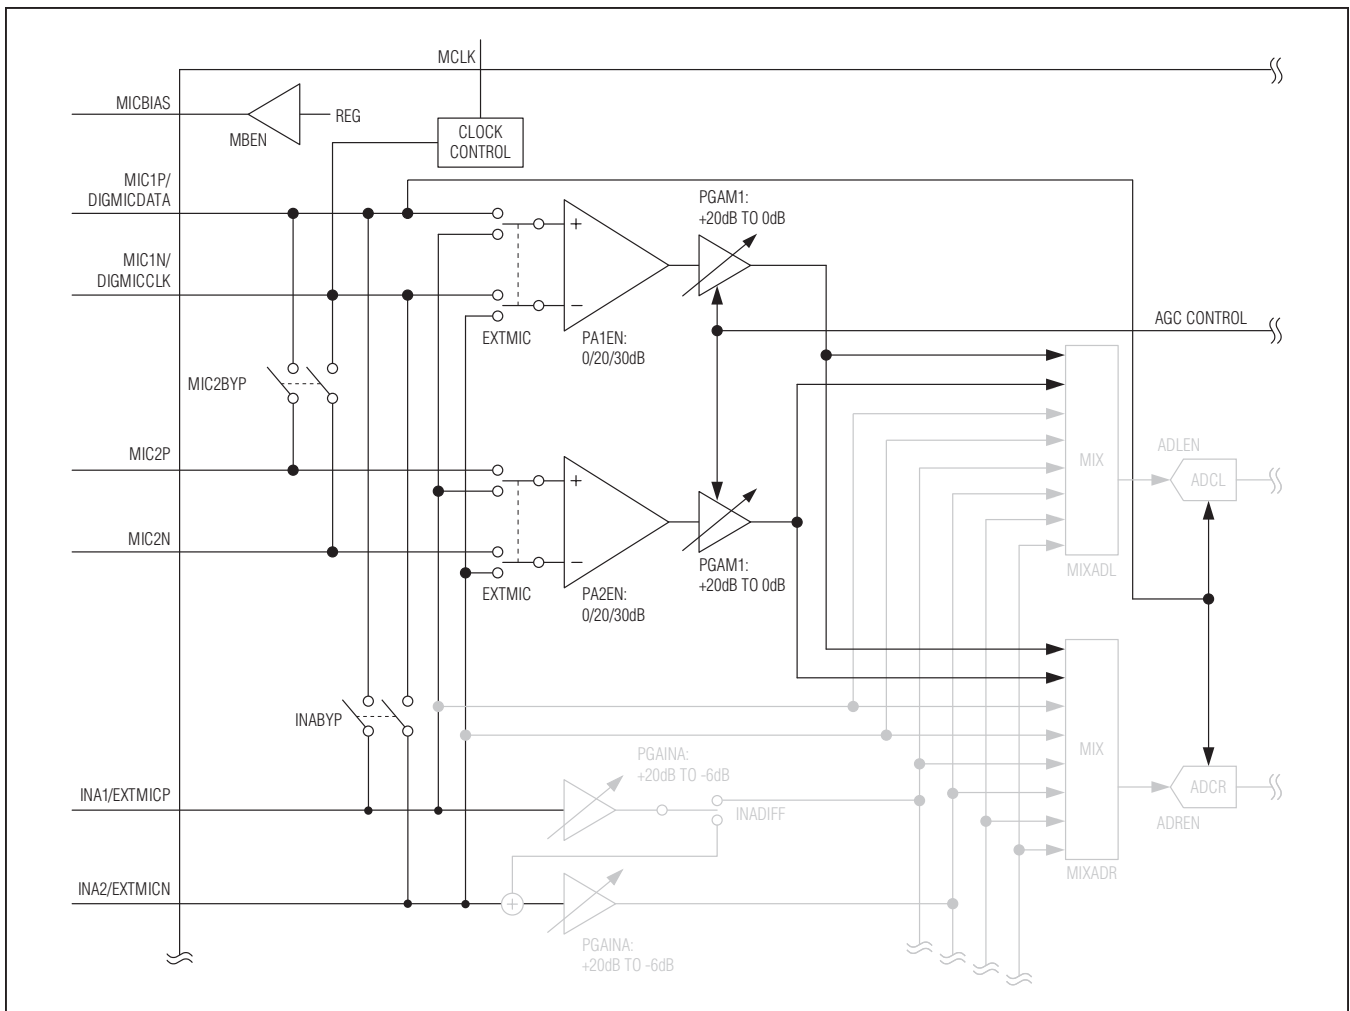 MCLK
MICBIAS
MBEN
REG
CLOCK
CONTROL
MIC1P/
DIGMICDATA
PGAM1:
+20dB TO 0dB
+
MIC1N/
DIGMICCLK
−
EXTMIC
PA1EN:
0/20/30dB
AGC CONTROL
MIC2BYP
MIC2P
+
MIX
ADLEN
ADCL
MIC2N
−
EXTMIC
PA2EN:
0/20/30dB
PGAM1:
+20dB TO 0dB
MIXADL
INABYP
PGAINA:
+20dB TO -6dB
MIX
INA1/EXTMICP
INADIFF
ADCR
ADREN
INA2/EXTMICN
+
MIXADR
PGAINA:
+20dB TO -6dB